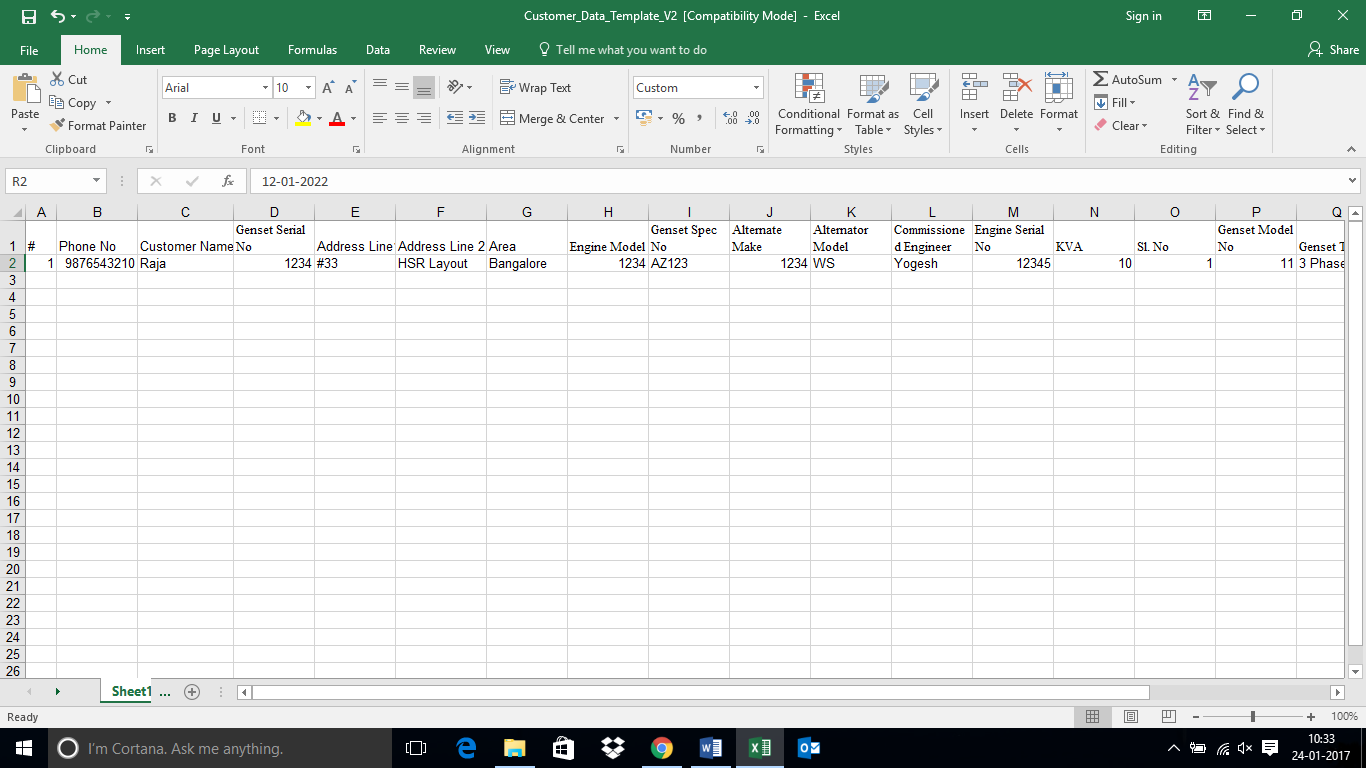 Customer_Data_Template_V2 [Compatibility Mode] - Excel
Sign in
File Home Insert Page Layout Formulas Data Review View Tell me what you want to do Share
Paste
Cut
Copy
Format Painter
Clipboard
Arial 10
B I U
Font
Wrap Text
Merge & Center
Alignment
Custom
%
Number
Conditional Formatting
Format as Table
Cell Styles
Styles
Insert Delete Format
Cells
AutoSum
Fill
Clear
Sort & Filter
Find & Select
Editing
R2 fx 12-01-2022
A B C D E F G H I J K L M N O P Q
1 # Phone No Customer Name Genset Serial No Address Line Address Line 2 Area Engine Model Genset Spec No Alternate Make Alternator Model Commissioned Engineer Engine Serial No KVA Sl. No Genset Model No Genset T
2 1 9876543210 Raja 1234 #33 HSR Layout Bangalore 1234 AZ123 1234 WS Yogesh 12345 10 1 11 3 Phase
3
4
5
6
7
8
9
10
11
12
13
14
15
16
17
18
19
20
21
22
23
24
25
26
Sheet1 ...
Ready 100%
I'm Cortana. Ask me anything.
10:33
24-01-2017